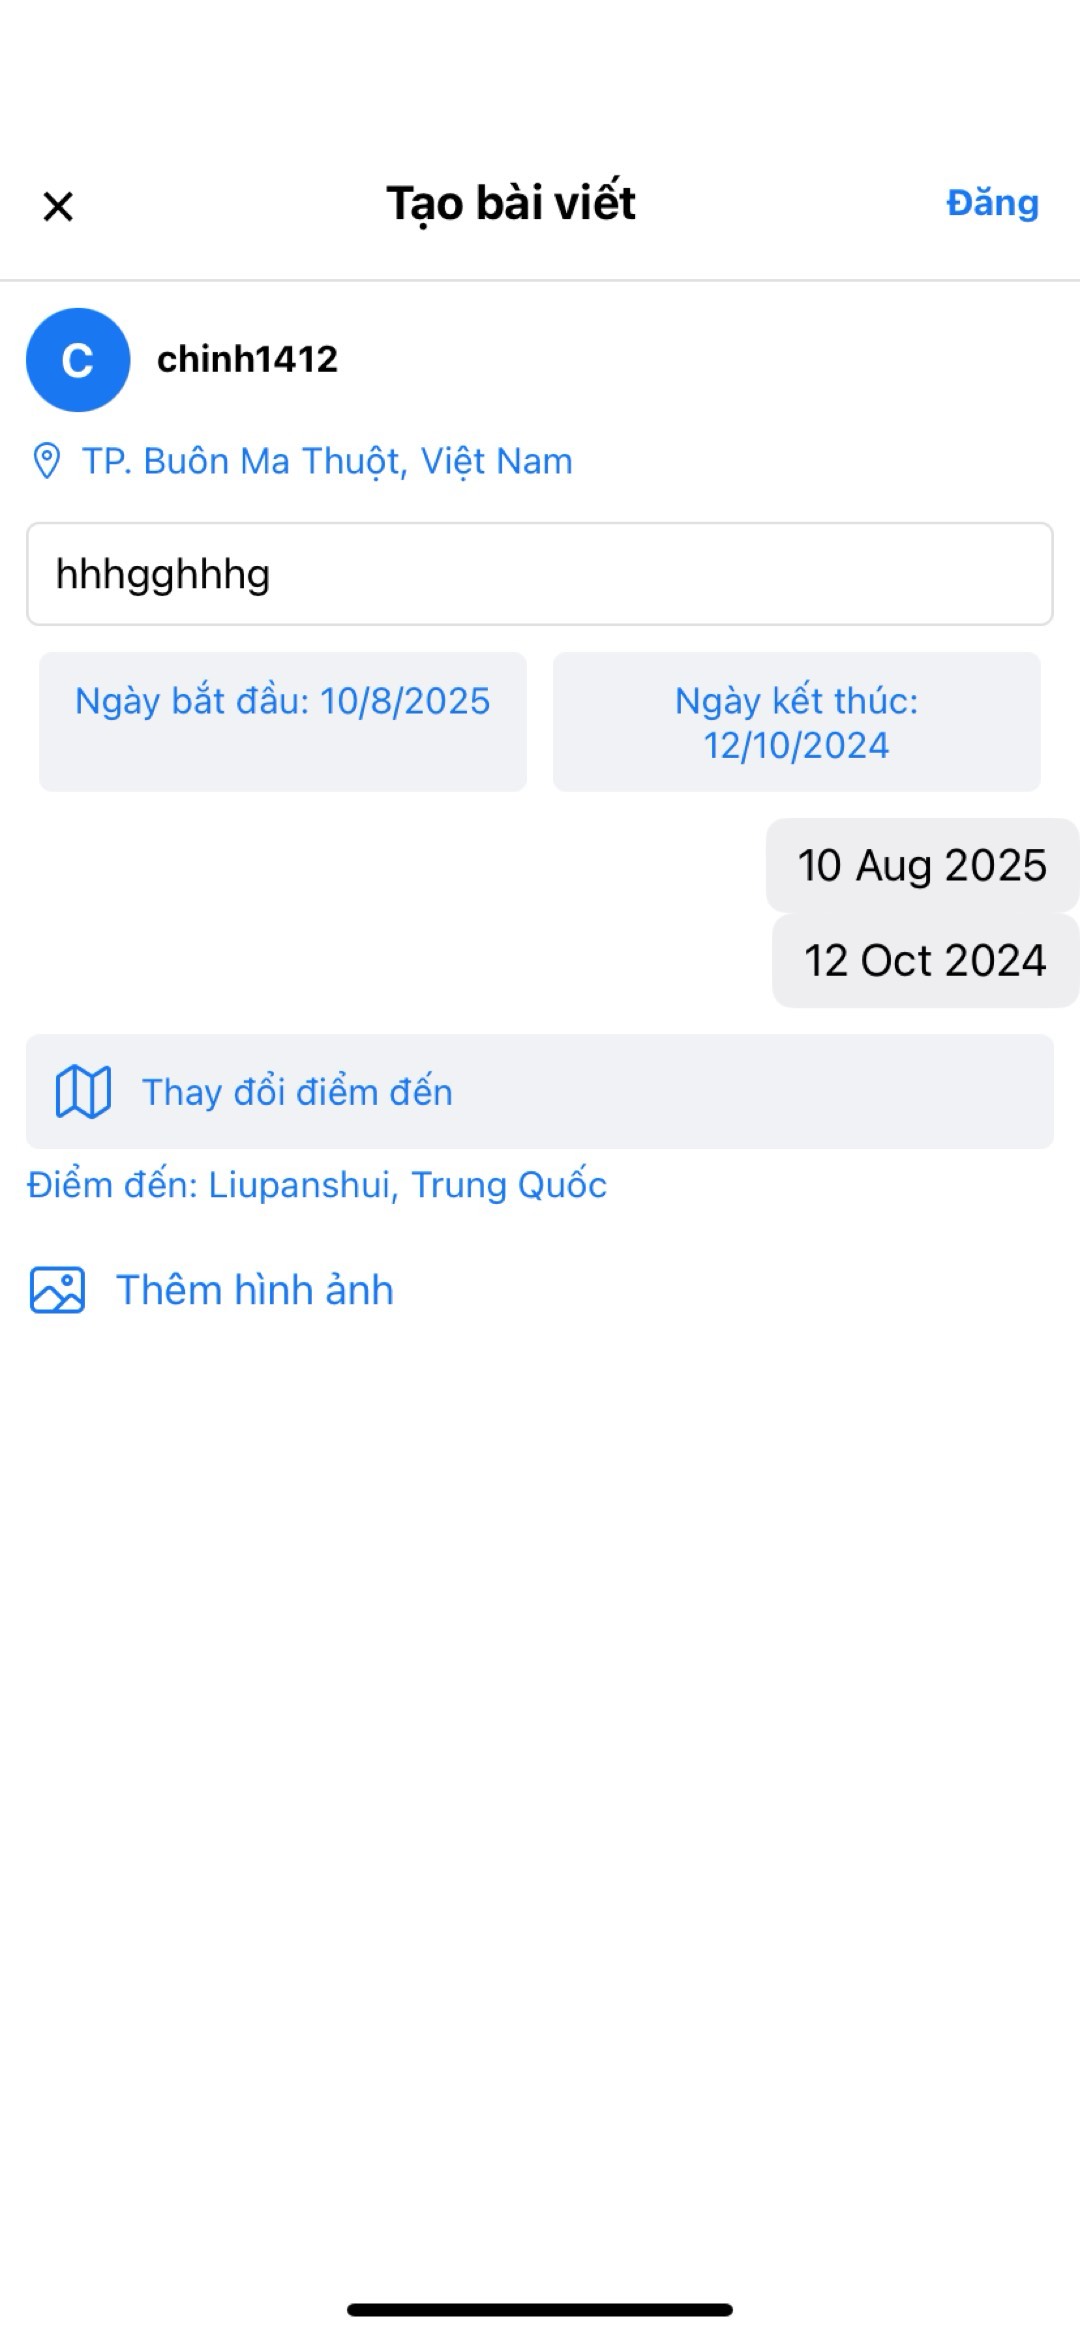 Tạo bài viết
Đăng
C
chinh1412
TP. Buôn Ma Thuột, Việt Nam
hhhgghhhg
Ngày bắt đầu: 10/8/2025
Ngày kết thúc:
12/10/2024
10 Aug 2025
12 Oct 2024
Thay đổi điểm đến
Điểm đến: Liupanshui, Trung Quốc
Thêm hình ảnh